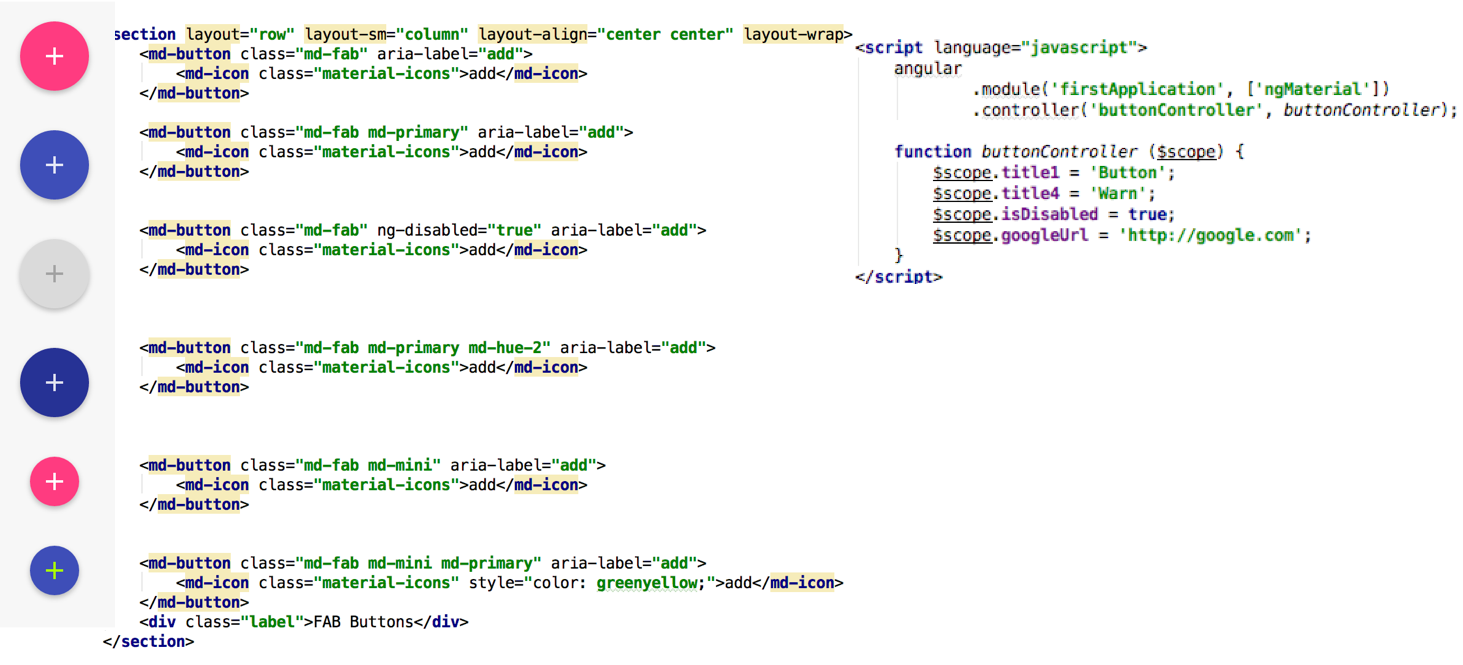 section layout="row" layout-sm="column" layout-align="center center" layout-wrap>
<md-button class="md-fab" aria-label="add">
<md-icon class="material-icons">add</md-icon>
</md-button>
<md-button class="md-fab md-primary" aria-label="add">
<md-icon class="material-icons">add</md-icon>
</md-button>
<md-button class="md-fab" ng-disabled="true" aria-label="add">
<md-icon class="material-icons">add</md-icon>
</md-button>
<md-button class="md-fab md-primary md-hue-2" aria-label="add">
<md-icon class="material-icons">add</md-icon>
</md-button>
<md-button class="md-fab md-mini" aria-label="add">
<md-icon class="material-icons">add</md-icon>
</md-button>
<md-button class="md-fab md-mini md-primary" aria-label="add">
<md-icon class="material-icons" style="color: greenyellow;">add</md-icon>
</md-button>
<div class="label">FAB Buttons</div>
</section>
<script language="javascript">
angular
.module('firstApplication', ['ngMaterial'])
.controller('buttonController', buttonController);
function buttonController ($scope) {
$scope.title1 = 'Button';
$scope.title4 = 'Warn';
$scope.isDisabled = true;
$scope.googleUrl = 'http://google.com';
}
</script>